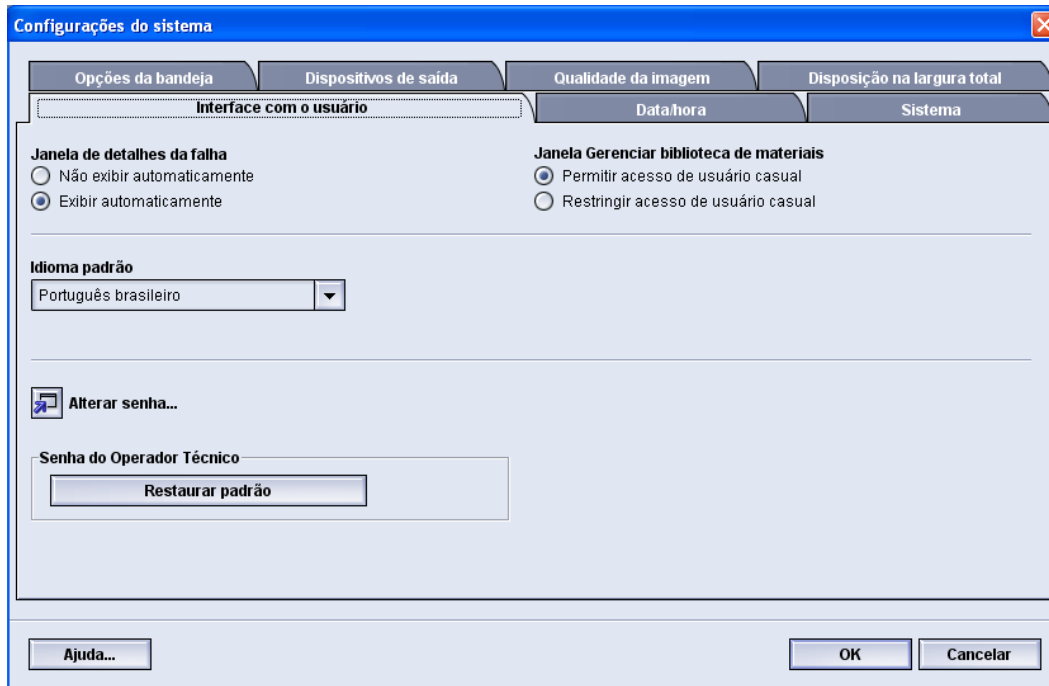 Configurações do sistema
Opções da bandeja
Dispositivos de saída
Qualidade da imagem
Disposição na largura total
Interface com o usuário
Data/hora
Sistema
Janela de detalhes da falha
Não exibir automaticamente
Exibir automaticamente
Janela Gerenciar biblioteca de materiais
Permitir acesso de usuário casual
Restringir acesso de usuário casual
Idioma padrão
Português brasileiro
Alterar senha...
Senha do Operador Técnico
Restaurar padrão
Ajuda...
OK
Cancelar